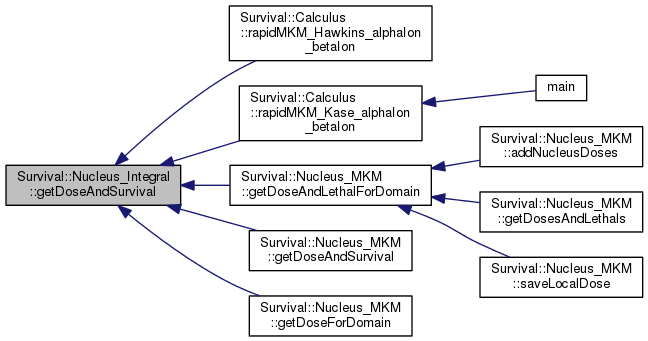 Survival::Calculus
::rapidMKM_Hawkins_alphaIon
_betaIon
Survival::Calculus
::rapidMKM_Kase_alphaIon
_betaIon
main
Survival::Nucleus_Integral
::getDoseAndSurvival
Survival::Nucleus_MKM
::getDoseAndLethalForDomain
Survival::Nucleus_MKM
::addNucleusDoses
Survival::Nucleus_MKM
::getDosesAndLethals
Survival::Nucleus_MKM
::getDoseAndSurvival
Survival::Nucleus_MKM
::saveLocalDose
Survival::Nucleus_MKM
::getDoseForDomain